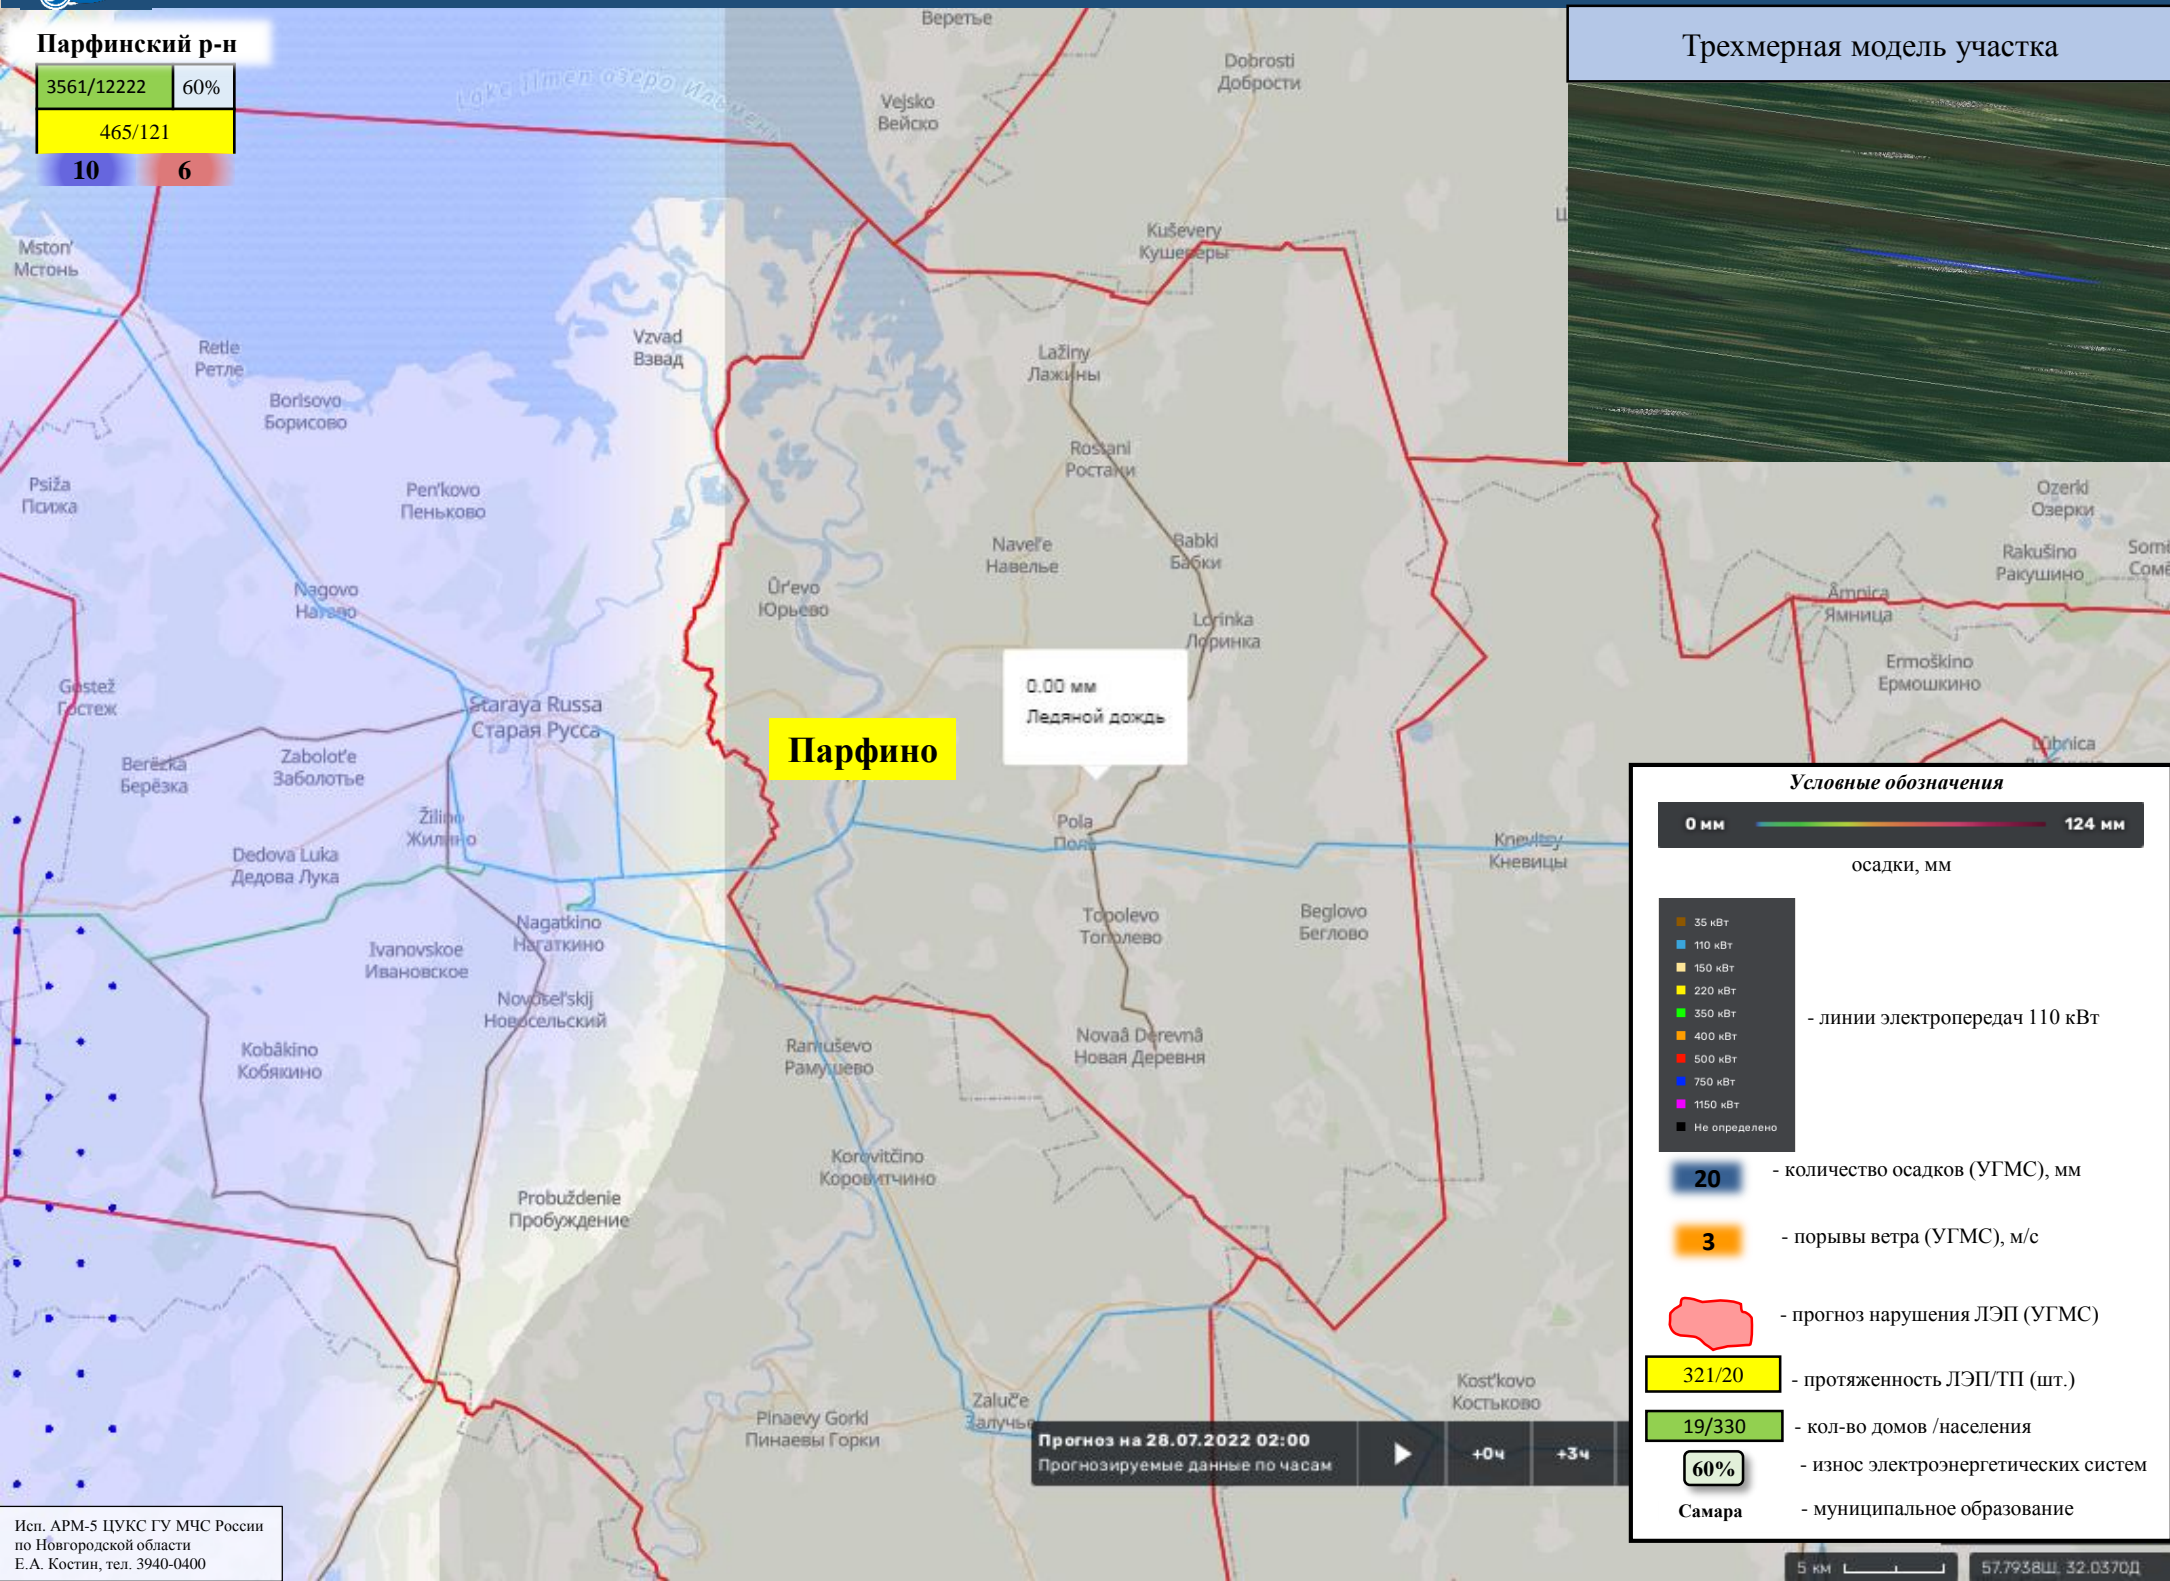 Парфинский р-н
3561/12222
60%
465/121
10
6
Трехмерная модель участка
Lake Ilmen озеро Ильмень
Веретье
Dobrosti
Добрости
Vejsko
Вейско
Mston'
Мстонь
Kuševery
Кушеверы
Retle
Ретле
Vzvad
Взвад
Lažiny
Лажины
Borisovo
Борисово
Rostani
Ростани
Psiža
Псижа
Pen'kovo
Пеньково
Ozerki
Озерки
Navel'e
Навелье
Babki
Бабки
Rakušino
Ракушино
Nagovo
Нагово
Ûr'evo
Юрьево
Âmnica
Ямница
Lorinka
Лоринка
Ermoškino
Ермошкино
Gostež
Гостеж
Staraya Russa
Старая Русса
0.00 мм
Ледяной дождь
Парфино
Berëzka
Берёзка
Zabolot'e
Заболотье
Lûbnica
Žilino
Жилино
Pola
Пола
Knevitsy
Кневицы
Dedova Luka
Дедова Лука
Nagatkino
Нагаткино
Topolevo
Тополево
Beglovo
Беглово
Ivanovskoe
Ивановское
Novosel'skij
Новосельский
Kobâkino
Кобякино
Ramuševo
Рамушево
Novaâ Derevnâ
Новая Деревня
Korovitčino
Коровитчино
Probuždenie
Пробуждение
Zaluč'e
Залучье
Pinaevy Gorki
Пинаевы Горки
Kost'kovo
Костьково
Прогноз на 28.07.2022 02:00
Прогнозируемые данные по часам
+0ч
+3ч
Условные обозначения
0 мм
124 мм
осадки, мм
35 кВт
110 кВт
150 кВт
220 кВт
350 кВт
400 кВт
500 кВт
750 кВт
1150 кВт
Не определено
- линии электропередач 110 кВт
20
- количество осадков (УГМС), мм
3
- порывы ветра (УГМС), м/с
- прогноз нарушения ЛЭП (УГМС)
321/20
- протяженность ЛЭП/ТП (шт.)
19/330
- кол-во домов /населения
60%
- износ электроэнергетических систем
Самара
- муниципальное образование
Исп. АРМ-5 ЦУКС ГУ МЧС России
по Новгородской области
Е.А. Костин, тел. 3940-0400
5 км
57.7938Ш, 32.0370Д